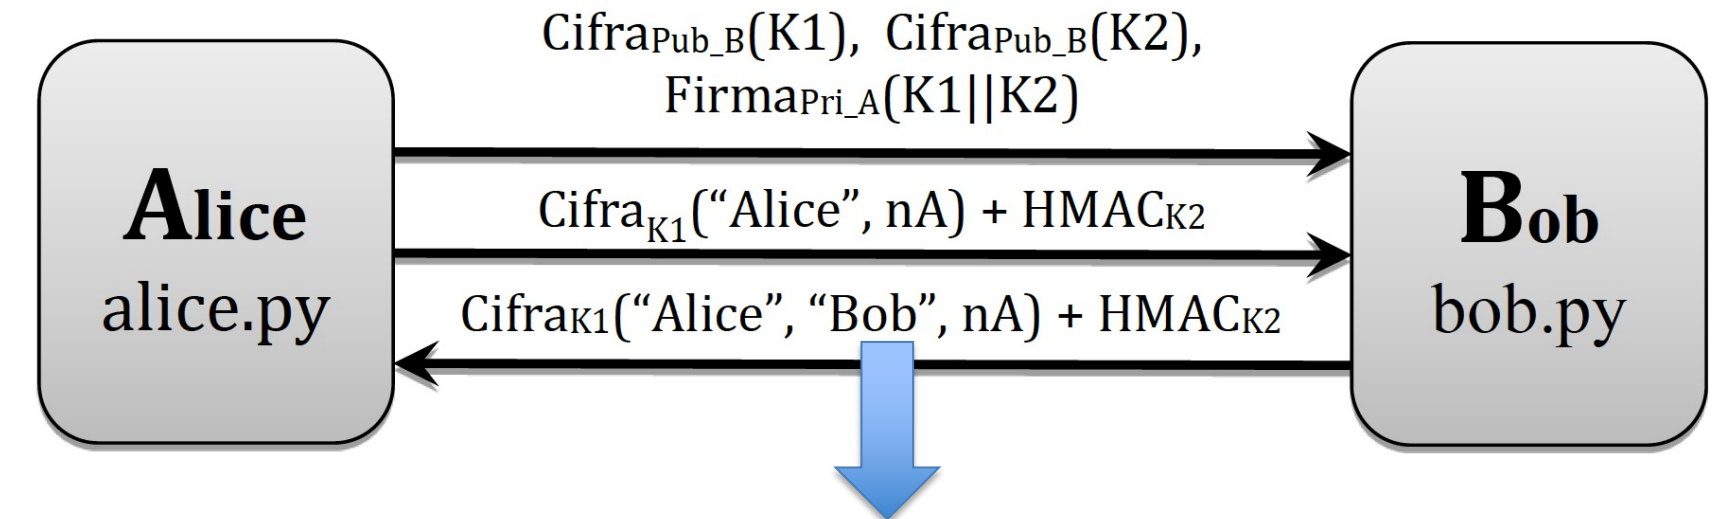 CifraPub_B(K1), CifraPub_B(K2),
FirmaPri_A(K1||K2)
Alice
alice.py
CifraK1(“Alice”, nA) + HMACK2
CifraK1(“Alice”, “Bob”, nA) + HMACK2
Bob
bob.py